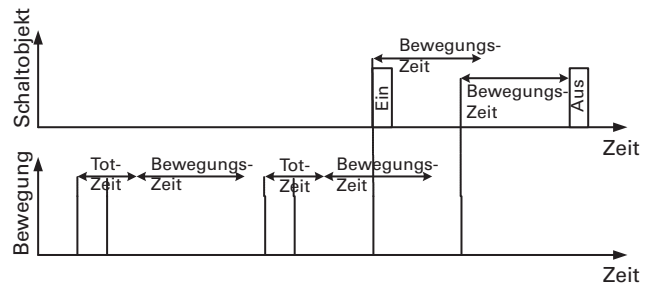 Schaltobjekt
Bewegungs-
Zeit
Ein
Bewegungs-
Zeit
Aus
Zeit
Bewegung
Tot-
Zeit
Bewegungs-
Zeit
Tot-
Zeit
Bewegungs-
Zeit
Zeit